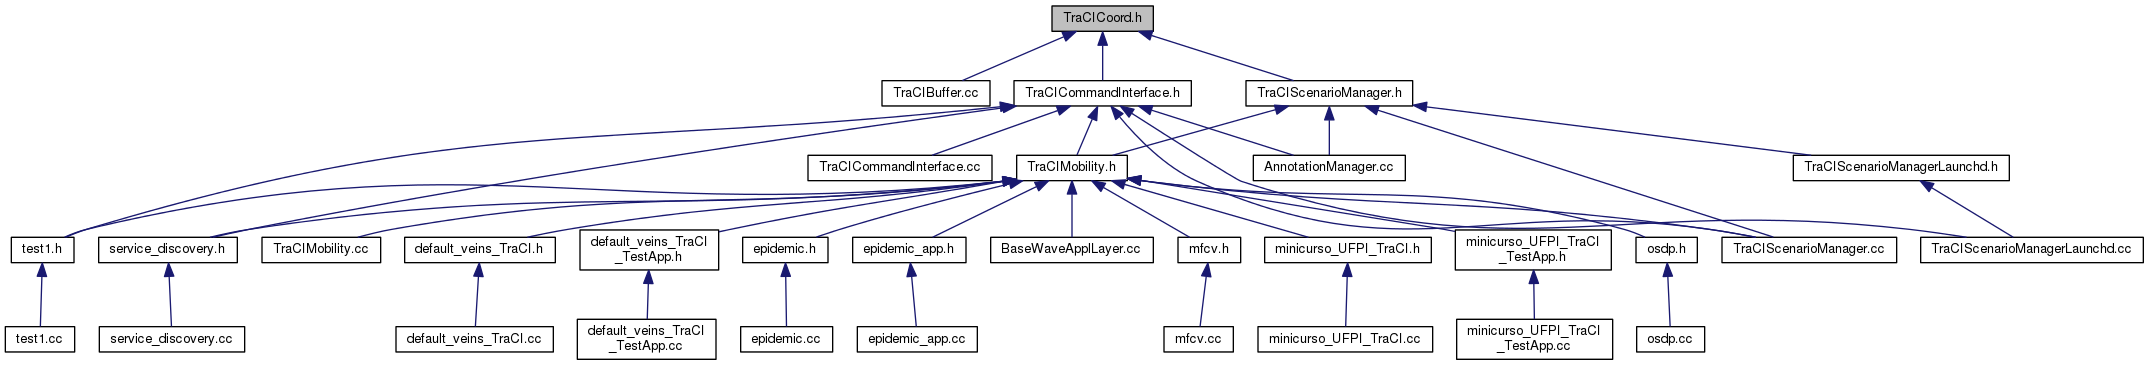 TraCICoord.h
TraCIBuffer.cc
TraCICommandInterface.h
TraCIScenarioManager.h
TraCICommandInterface.cc
TraCIMobility.h
AnnotationManager.cc
TraCIScenarioManagerLaunchd.h
test1.h
service_discovery.h
TraCIMobility.cc
default_veins_TraCI.h
default_veins_TraCI
_TestApp.h
epidemic.h
epidemic_app.h
BaseWaveApplLayer.cc
mfcv.h
minicurso_UFPI_TraCI.h
minicurso_UFPI_TraCI
_TestApp.h
osdp.h
TraCIScenarioManager.cc
TraCIScenarioManagerLaunchd.cc
test1.cc
service_discovery.cc
default_veins_TraCI.cc
default_veins_TraCI
_TestApp.cc
epidemic.cc
epidemic_app.cc
mfcv.cc
minicurso_UFPI_TraCI.cc
minicurso_UFPI_TraCI
_TestApp.cc
osdp.cc